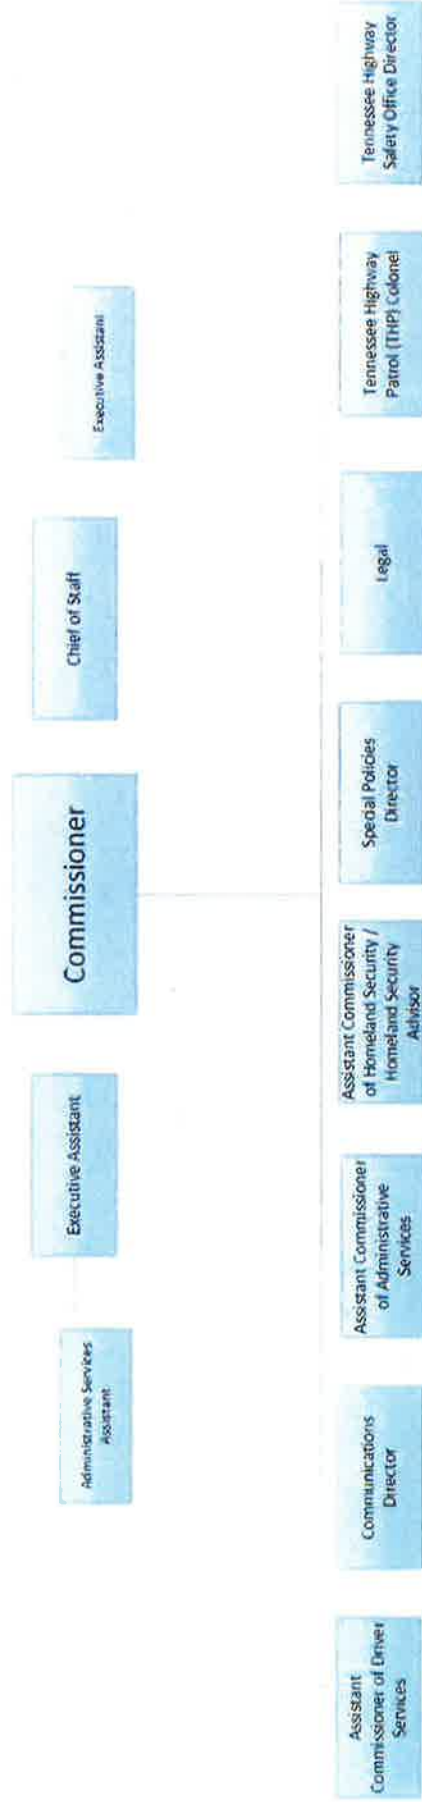 Administrative Services
Assistant
Executive Assistant
Commissioner
Chief of Staff
Executive Assistant
Assistant
Commissioner of Driver
Services
Communications
Director
Assistant Commissioner
of Administrative
Services
Assistant Commissioner
of Homeland Security /
Homeland Security
Advisor
Special Policies
Director
Legal
Tennessee Highway
Patrol (THP) Colonel
Tennessee Highway
Safety Office Director